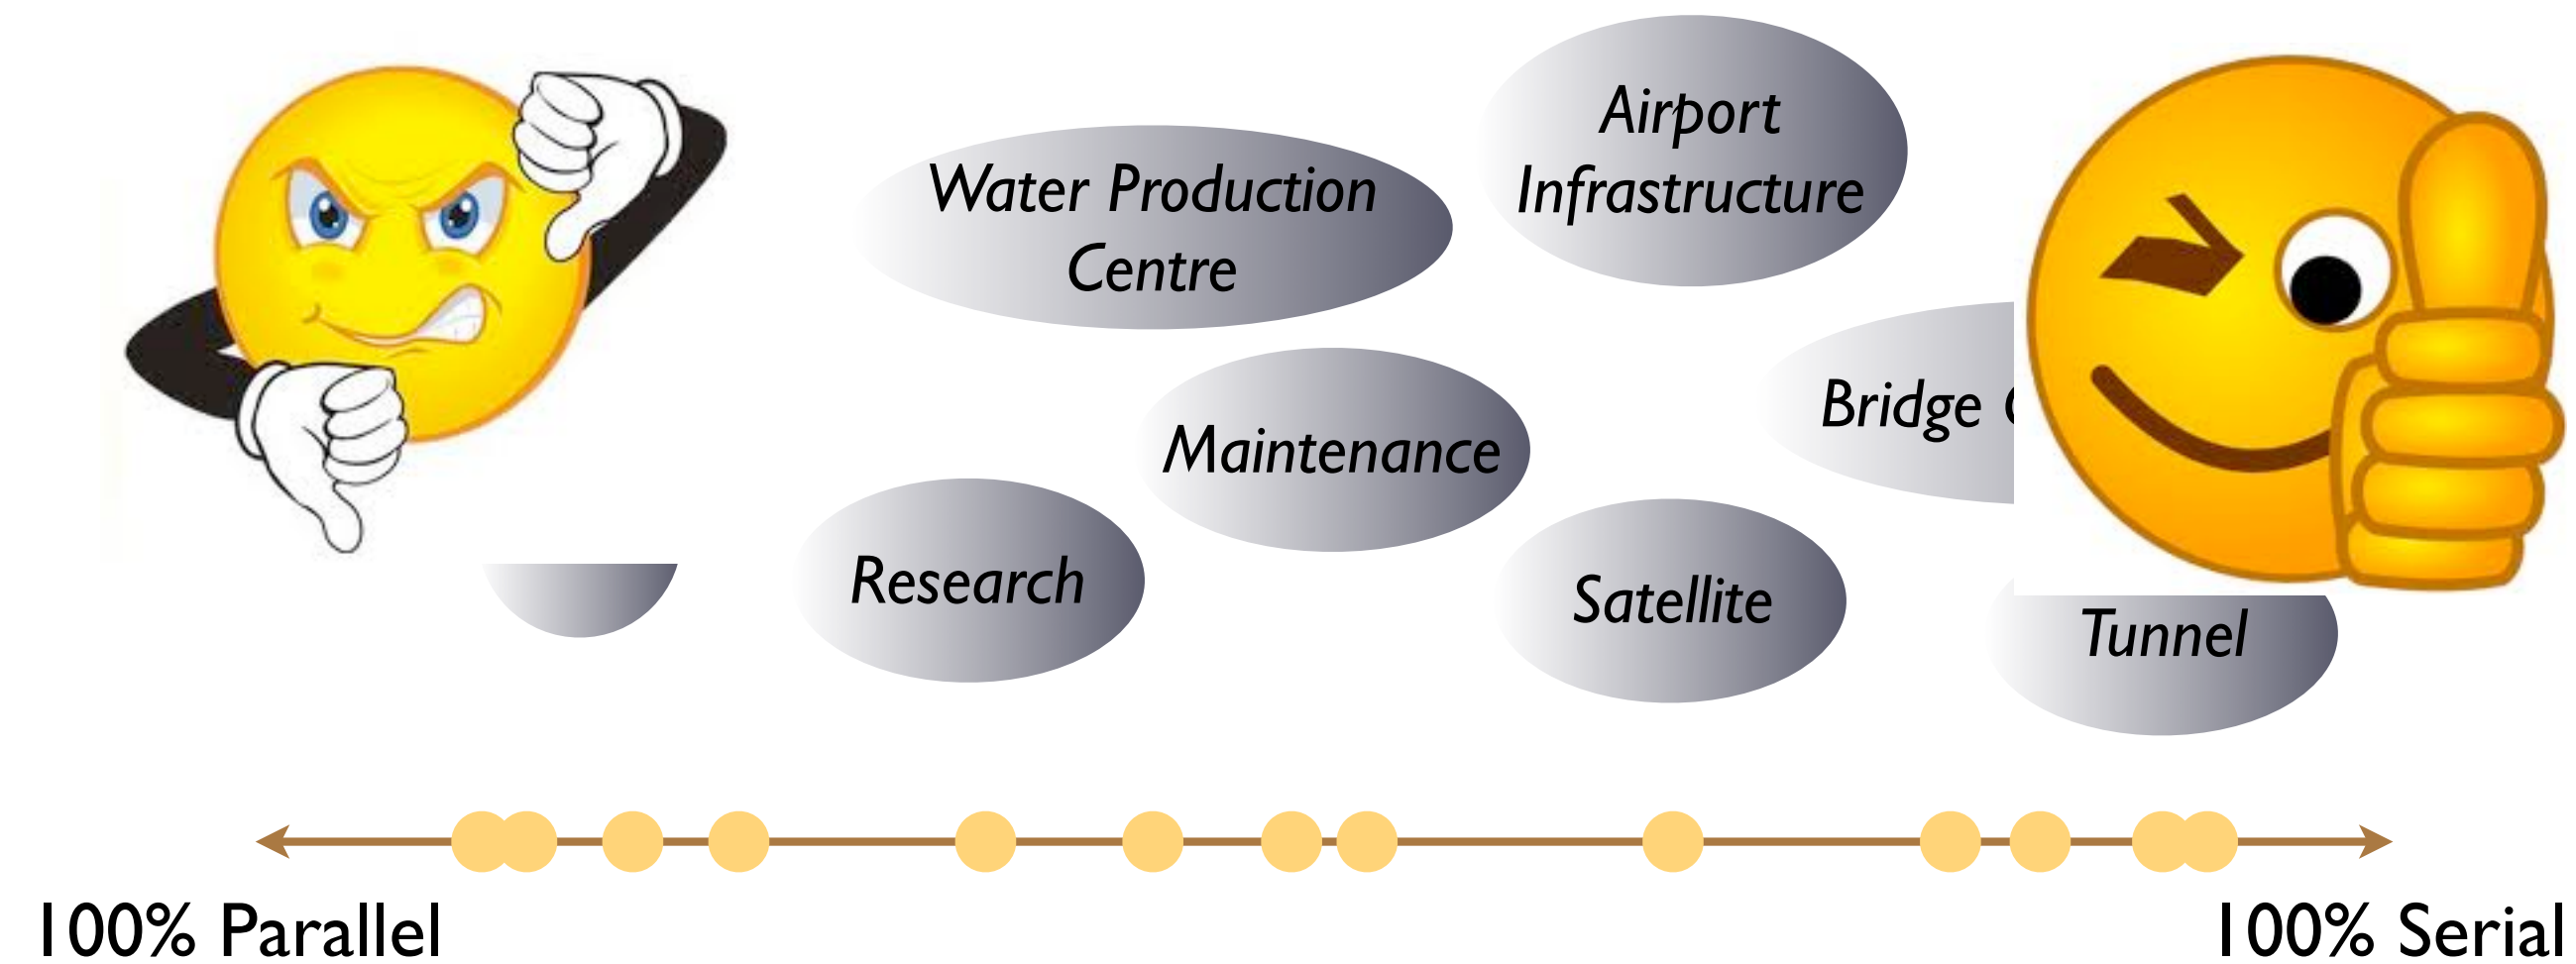 Airport
Infrastructure
Water Production
Centre
Bridge
Maintenance
Research
Satellite
Tunnel
100% Parallel
100% Serial